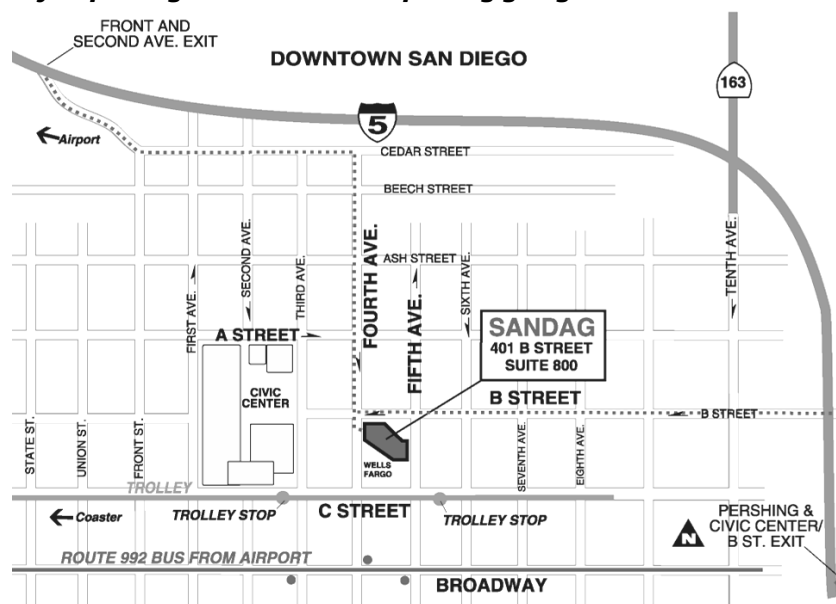 FRONT AND
SECOND AVE. EXIT
DOWNTOWN SAN DIEGO
163
5
Airport
CEDAR STREET
BEECH STREET
ASH STREET
FIRST AVE.
SECOND AVE.
THIRD AVE.
FOURTH AVE.
FIFTH AVE.
SIXTH AVE.
TENTH AVE.
A STREET
SANDAG
401 B STREET
SUITE 800
CIVIC
CENTER
B STREET
B STREET
STATE ST.
UNION ST.
FRONT ST.
WELLS
FARGO
SEVENTH AVE.
EIGHTH AVE.
TROLLEY
Coaster
TROLLEY STOP
C STREET
TROLLEY STOP
PERSHING &
CIVIC CENTER/
B ST. EXIT
N
ROUTE 992 BUS FROM AIRPORT
BROADWAY